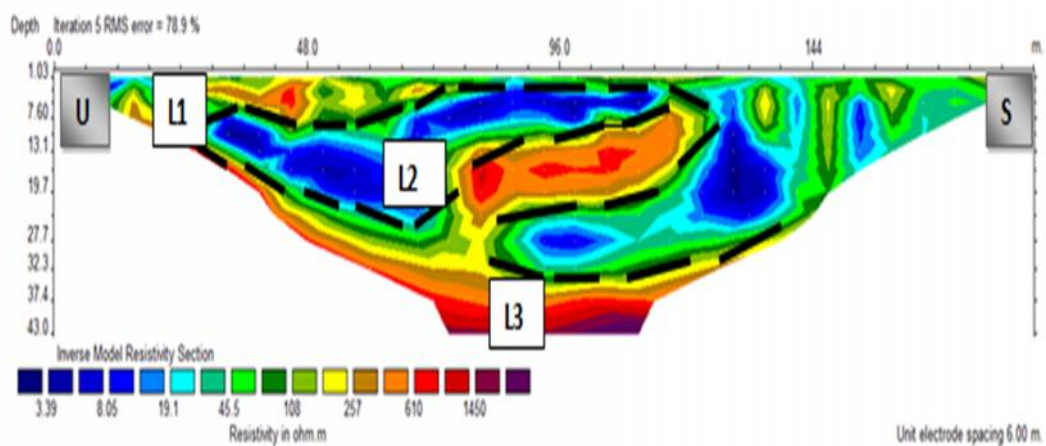 Depth Iteration 5 RMS error = 78.9 %
0.0 48.0 96.0 144 m.
1.03
U L1 S
7.60
13.1
L2
19.7
27.7
32.3
37.4
L3
43.0
Inverse Model Resistivity Section
3.39 8.05 19.1 45.5 108 257 610 1450
Resistivity in ohm.m Unit electrode spacing 6.00 m.